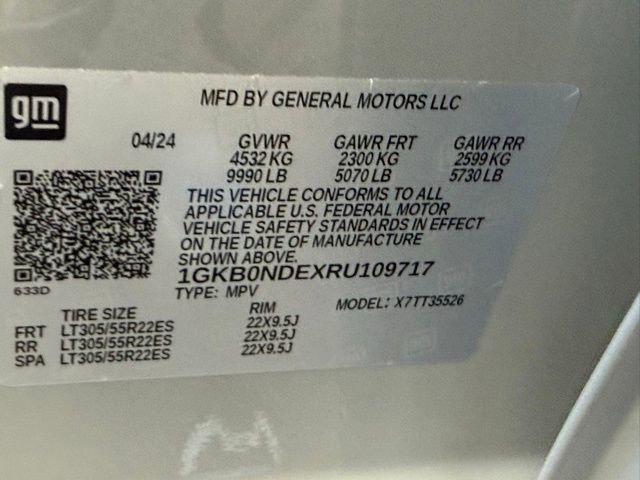 gm
MFD BY GENERAL MOTORS LLC
04/24 GVWR GAWR FRT GAWR RR
4532 KG 2300 KG 2599 KG
9990 LB 5070 LB 5730 LB
THIS VEHICLE CONFORMS TO ALL
APPLICABLE U.S. FEDERAL MOTOR
VEHICLE SAFETY STANDARDS IN EFFECT
ON THE DATE OF MANUFACTURE
SHOWN ABOVE.
1GKB0NDEXRU109717
633D
TYPE: MPV MODEL: X7TT35526
TIRE SIZE RIM
FRT LT305/55R22ES 22X9.5J
RR LT305/55R22ES 22X9.5J
SPA LT305/55R22ES 22X9.5J